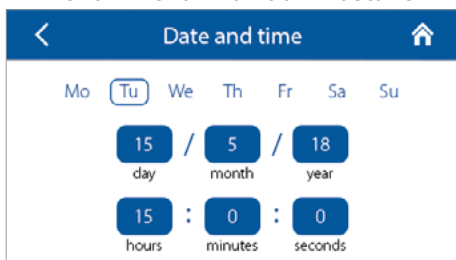 Date and time
Mo Tu We Th Fr Sa Su
15 / 5 / 18
day month year
15 : 0 : 0
hours minutes seconds